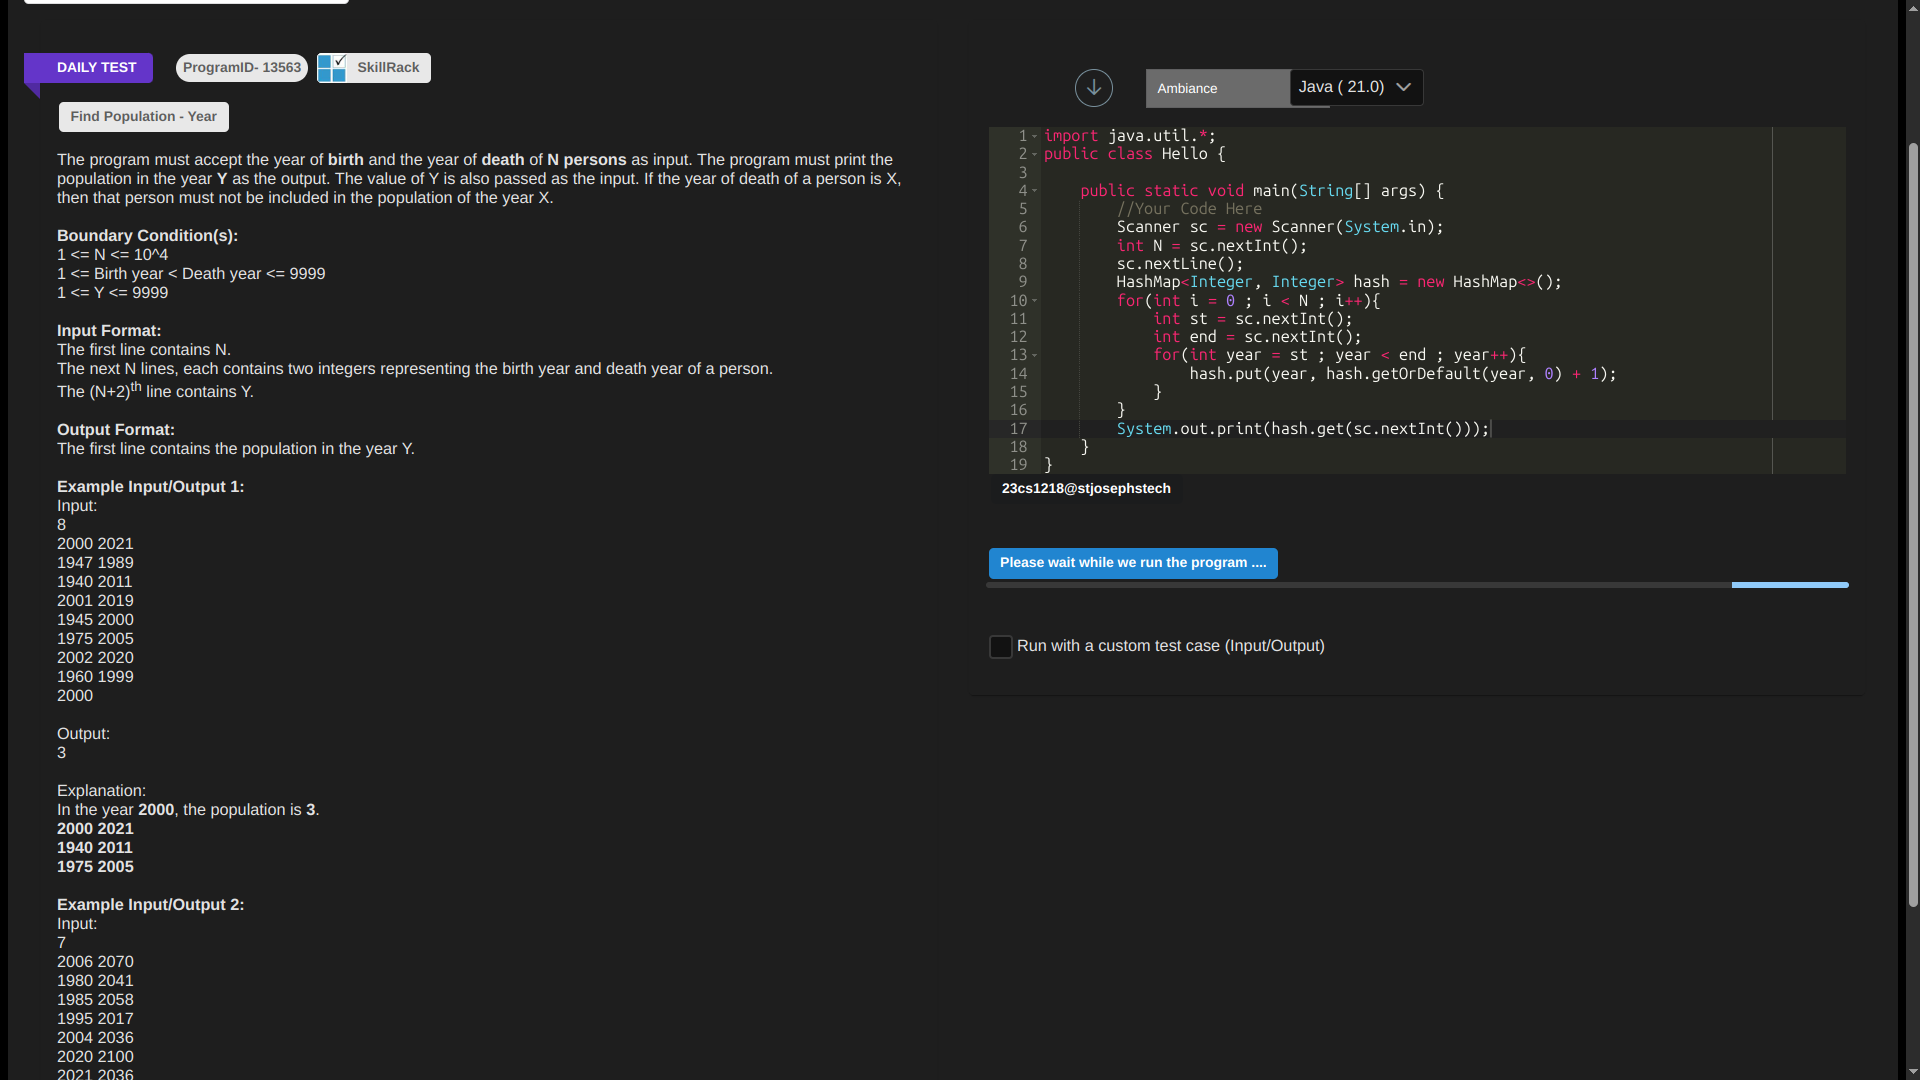 DAILY TEST
ProgramID- 13563
SkillRack
Find Population - Year
The program must accept the year of birth and the year of death of N persons as input. The program must print the
population in the year Y as the output. The value of Y is also passed as the input. If the year of death of a person is X,
then that person must not be included in the population of the year X.
Boundary Condition(s):
1 <= N <= 10^4
1 <= Birth year < Death year <= 9999
1 <= Y <= 9999
Input Format:
The first line contains N.
The next N lines, each contains two integers representing the birth year and death year of a person.
The (N+2)th line contains Y.
Output Format:
The first line contains the population in the year Y.
Example Input/Output 1:
Input:
8
2000 2021
1947 1989
1940 2011
2001 2019
1945 2000
1975 2005
2002 2020
1960 1999
2000
Output:
3
Explanation:
In the year 2000, the population is 3.
2000 2021
1940 2011
1975 2005
Example Input/Output 2:
Input:
7
2006 2070
1980 2041
1985 2058
1995 2017
2004 2036
2020 2100
2021 2036
Ambiance
Java ( 21.0)
1 import java.util.*;
2 public class Hello {
3
4 public static void main(String[] args) {
5 //Your Code Here
6 Scanner sc = new Scanner(System.in);
7 int N = sc.nextInt();
8 sc.nextLine();
9 HashMap<Integer, Integer> hash = new HashMap<>();
10 for(int i = 0 ; i < N ; i++){
11 int st = sc.nextInt();
12 int end = sc.nextInt();
13 for(int year = st ; year < end ; year++){
14 hash.put(year, hash.getOrDefault(year, 0) + 1);
15 }
16 }
17 System.out.print(hash.get(sc.nextInt()));
18 }
19 }
23cs1218@stjosephstech
Please wait while we run the program ....
Run with a custom test case (Input/Output)